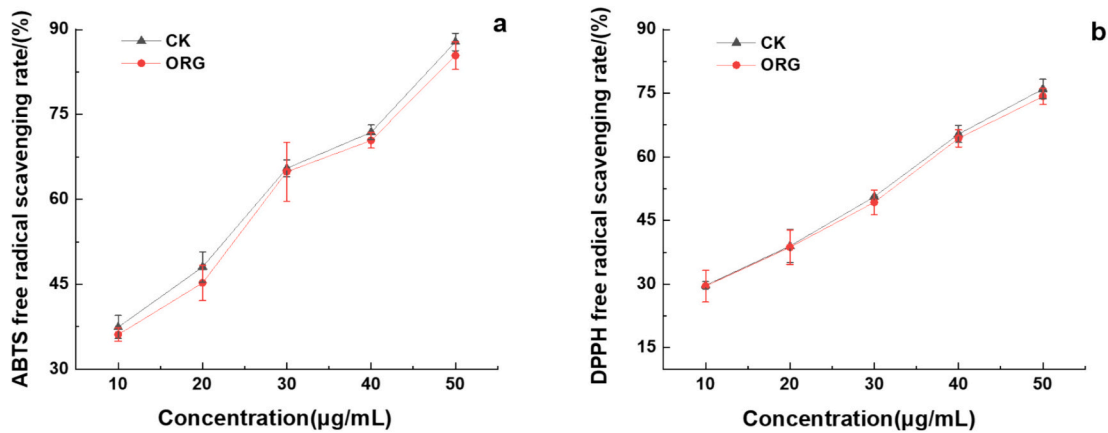 a
CK
ORG
ABTS free radical scavenging rate/(%)
90
75
60
45
30
10 20 30 40 50
Concentration(µg/mL)
b
CK
ORG
DPPH free radical scavenging rate/(%)
90
75
60
45
30
15
10 20 30 40 50
Concentration(µg/mL)